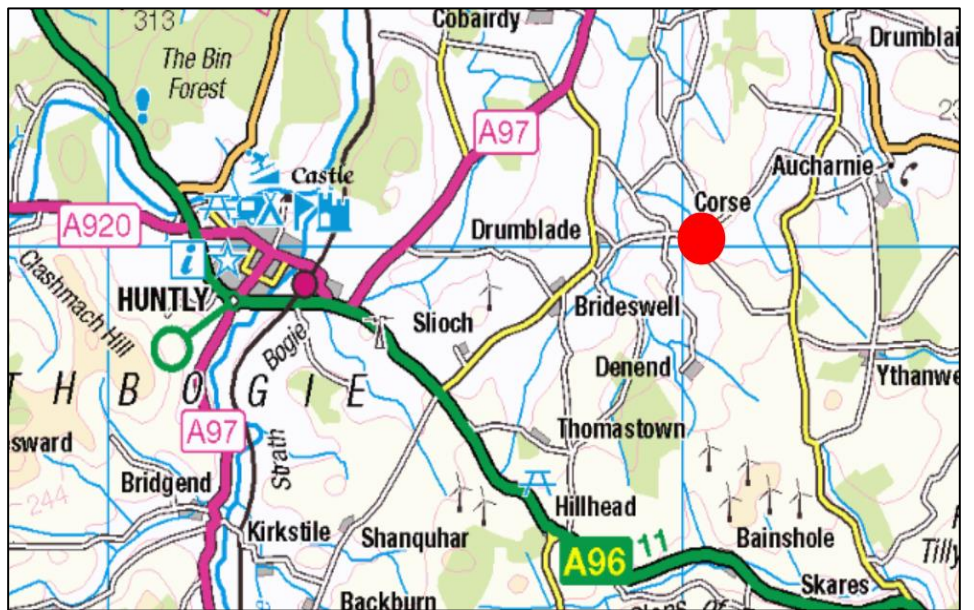 313
Cobairdy
Drumblai
The Bin
Forest
A97
Aucharnie
Castle
Corse
A920
Drumblade
i
HUNTLY
Clashmach Hill
Brideswell
Slioch
Bogie
Denend
Ythanwe
T H B O G I E
A97
Strath
sward
Thomastown
Bridgend
244
Hillhead
Kirkstile
Shanquhar
Bainshole
A96
11
Tilly
Skares
Backburn